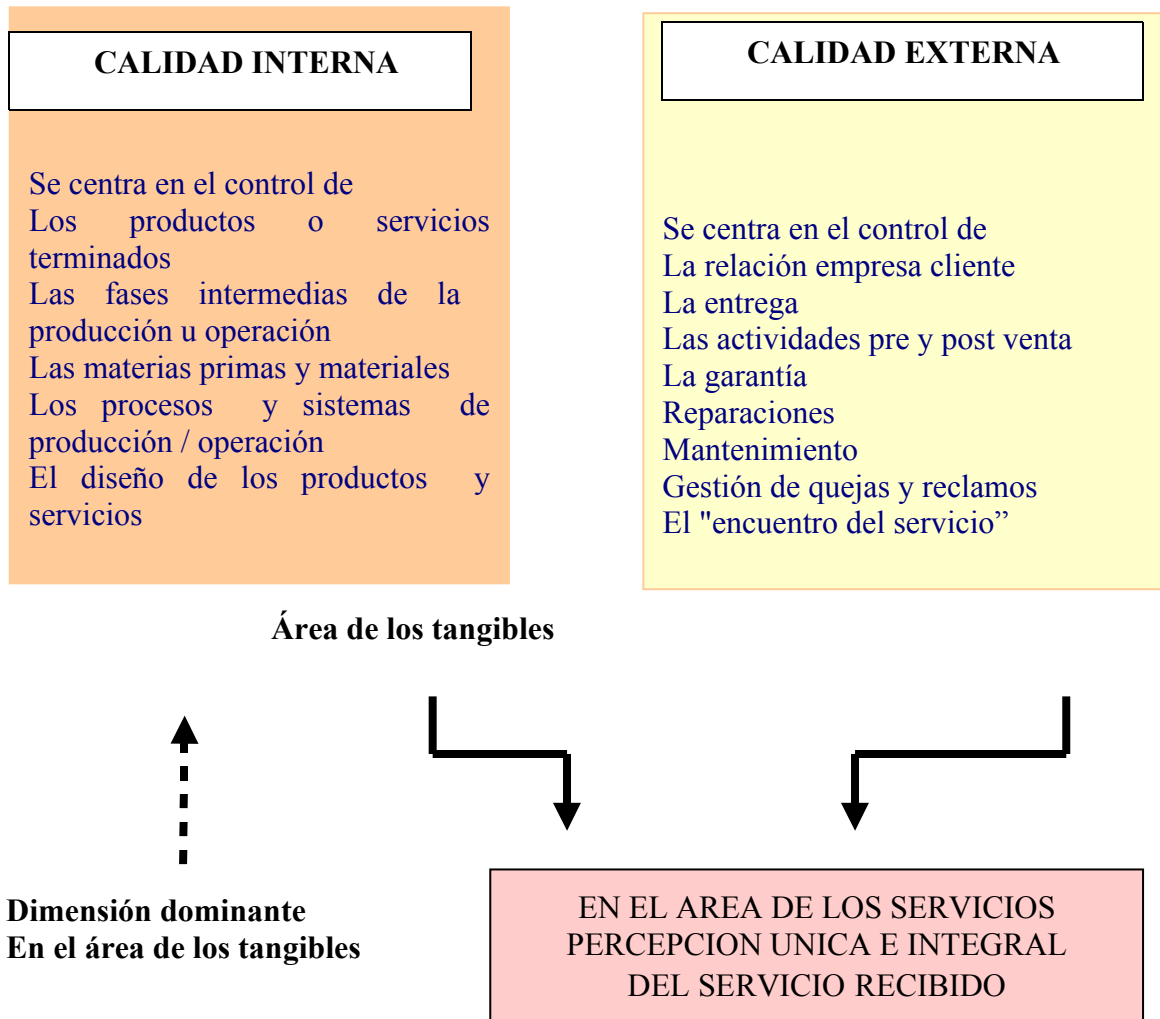 CALIDAD INTERNA
Se centra en el control de
Los productos o servicios
terminados
Las fases intermedias de la
producción u operación
Las materias primas y materiales
Los procesos y sistemas de
producción / operación
El diseño de los productos y
servicios
CALIDAD EXTERNA
Se centra en el control de
La relación empresa cliente
La entrega
Las actividades pre y post venta
La garantía
Reparaciones
Mantenimiento
Gestión de quejas y reclamos
El "encuentro del servicio”
Área de los tangibles
Dimensión dominante
En el área de los tangibles
EN EL AREA DE LOS SERVICIOS
PERCEPCION UNICA E INTEGRAL
DEL SERVICIO RECIBIDO